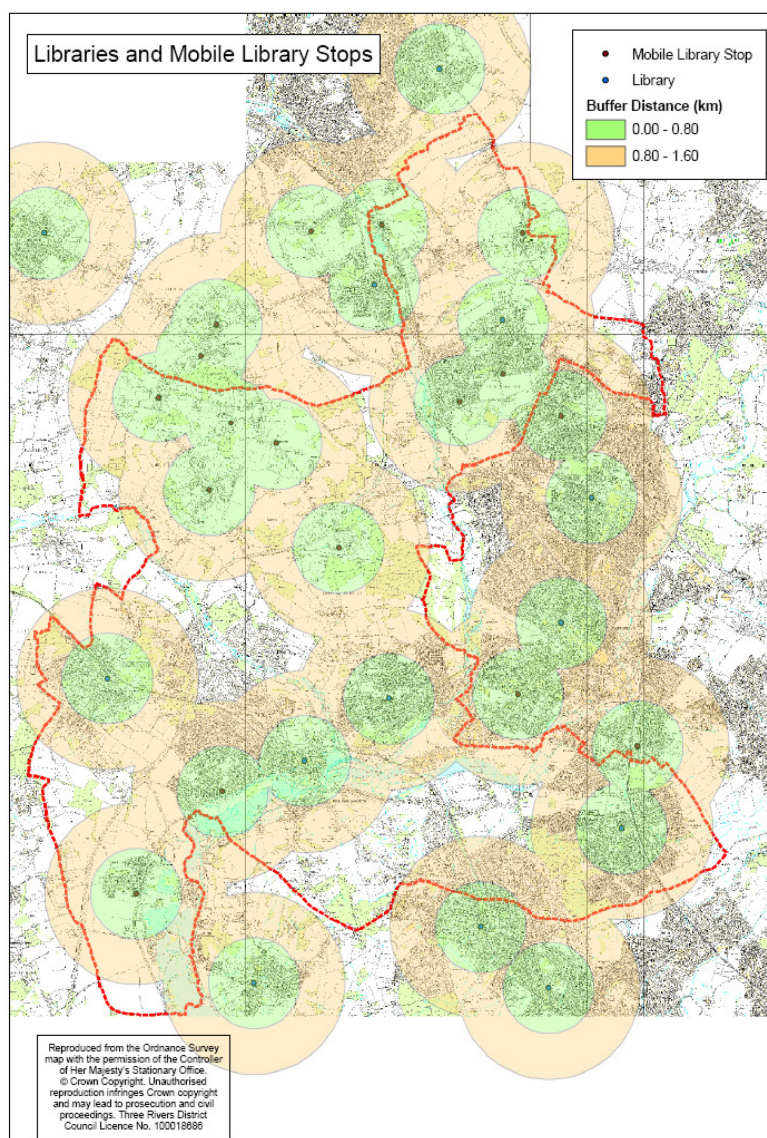 Libraries and Mobile Library Stops
Mobile Library Stop
Library
Buffer Distance (km)
0.00 - 0.80
0.80 - 1.60
Reproduced from the Ordnance Survey
map with the permission of the Controller
of Her Majesty's Stationary Office.
© Crown Copyright. Unauthorised
reproduction infringes Crown copyright
and may lead to prosecution and civil
proceedings. Three Rivers District
Council Licence No. 100018686